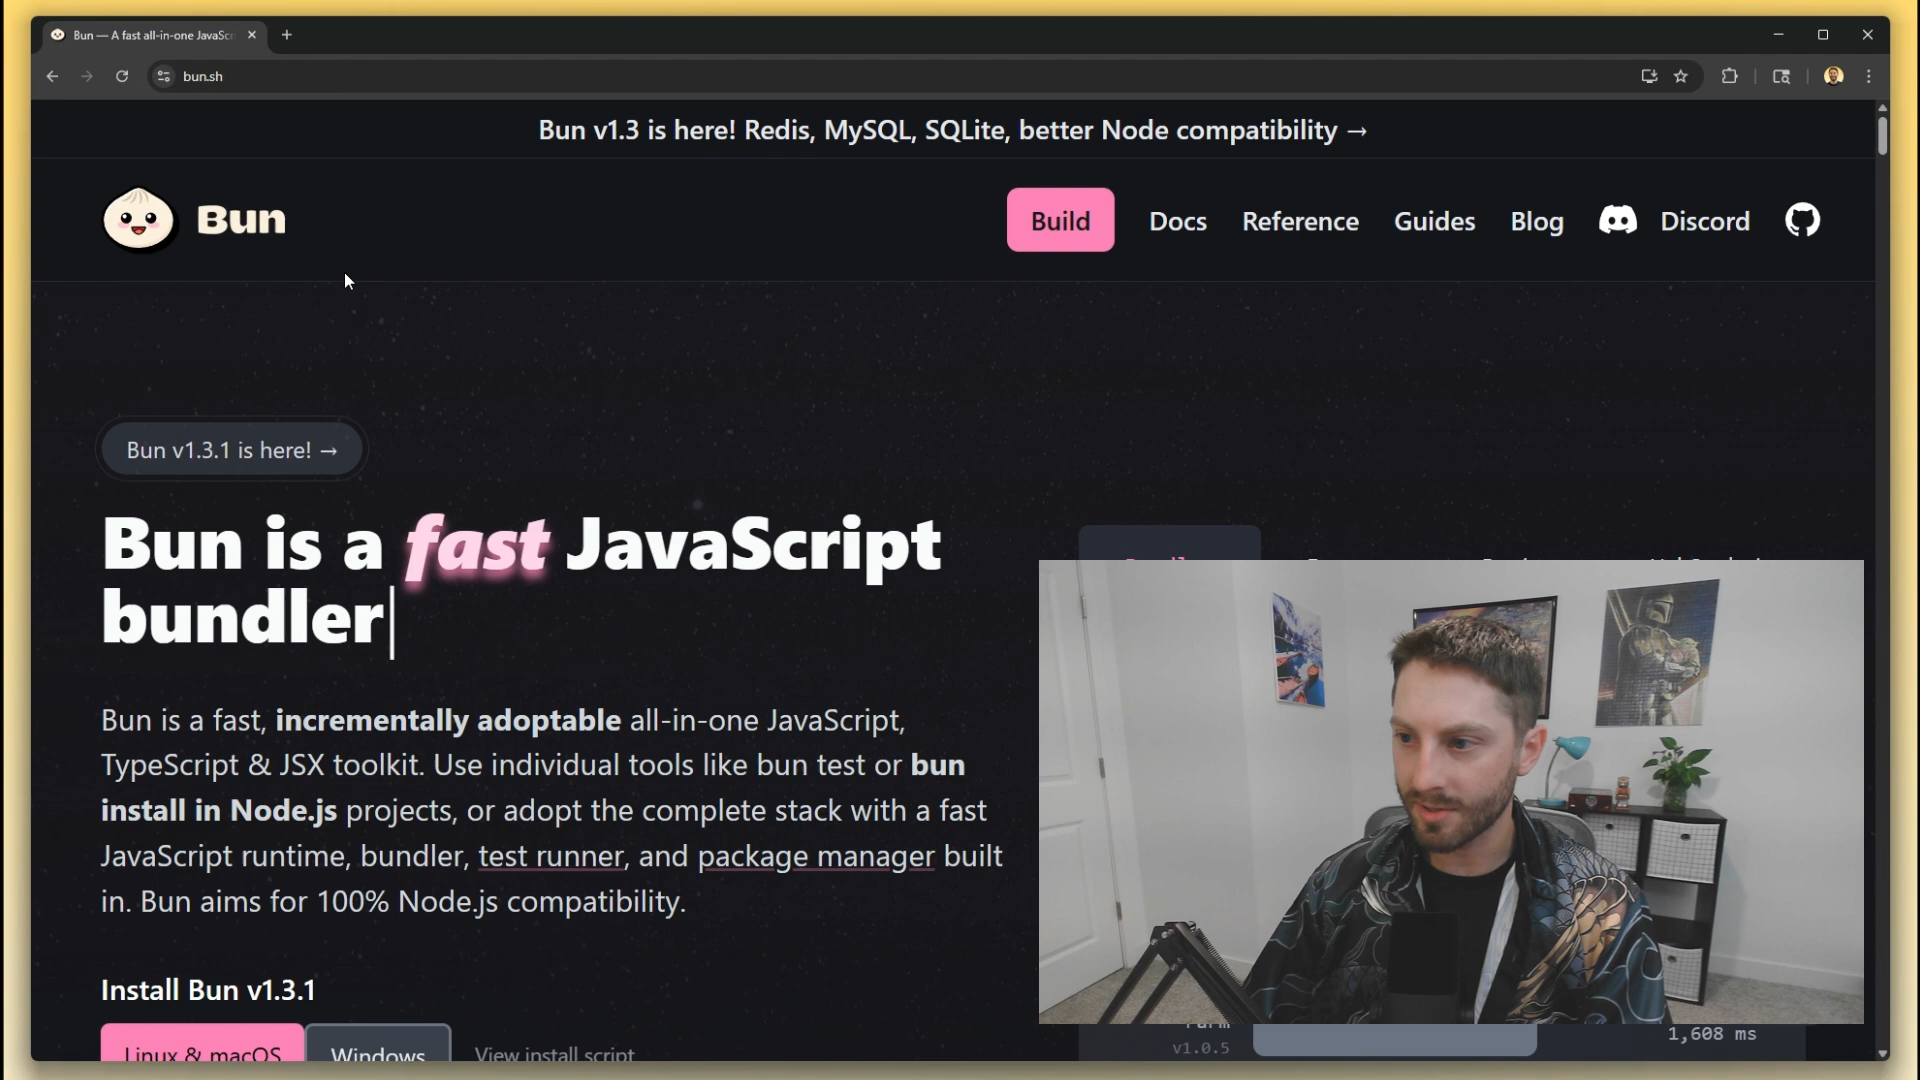 Bun — A fast all-in-one JavaScr
bun.sh
Bun v1.3 is here! Redis, MySQL, SQLite, better Node compatibility →
Bun
Build
Docs
Reference
Guides
Blog
Discord
Bun v1.3.1 is here! →
Bun is a fast JavaScript
bundler
Bun is a fast, incrementally adoptable all-in-one JavaScript,
TypeScript & JSX toolkit. Use individual tools like bun test or bun
install in Node.js projects, or adopt the complete stack with a fast
JavaScript runtime, bundler, test runner, and package manager built
in. Bun aims for 100% Node.js compatibility.
Install Bun v1.3.1
Linux & macOS
Windows
View install script
v1.0.5
1,608 ms